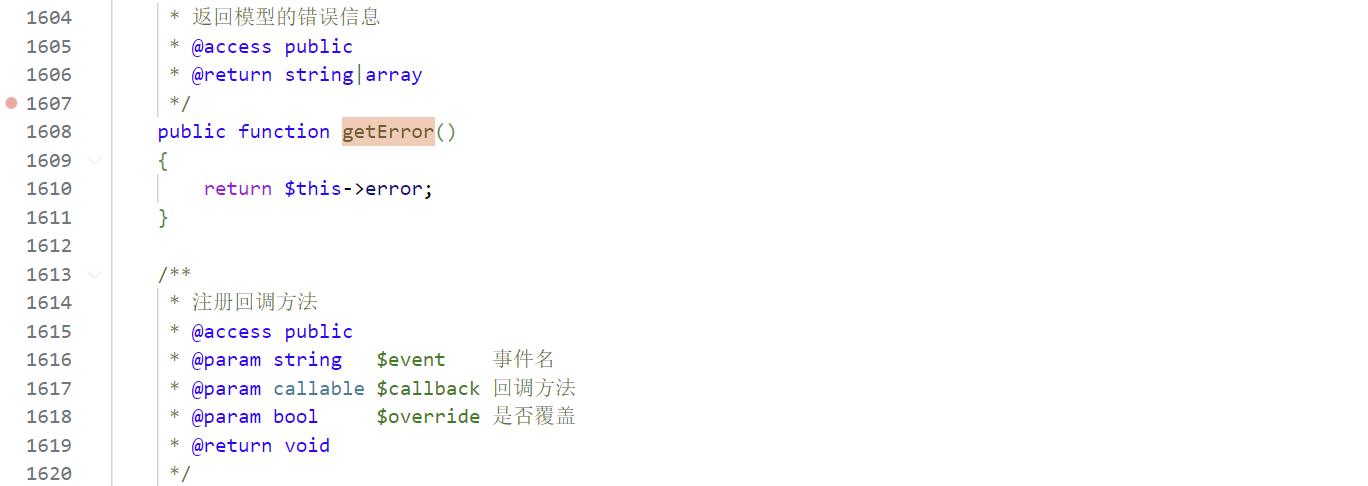 1604 * 返回模型的错误信息
1605 * @access public
1606 * @return string|array
1607 */
1608 public function getError()
1609 {
1610 return $this->error;
1611 }
1612
1613 /**
1614 * 注册回调方法
1615 * @access public
1616 * @param string $event 事件名
1617 * @param callable $callback 回调方法
1618 * @param bool $override 是否覆盖
1619 * @return void
1620 */